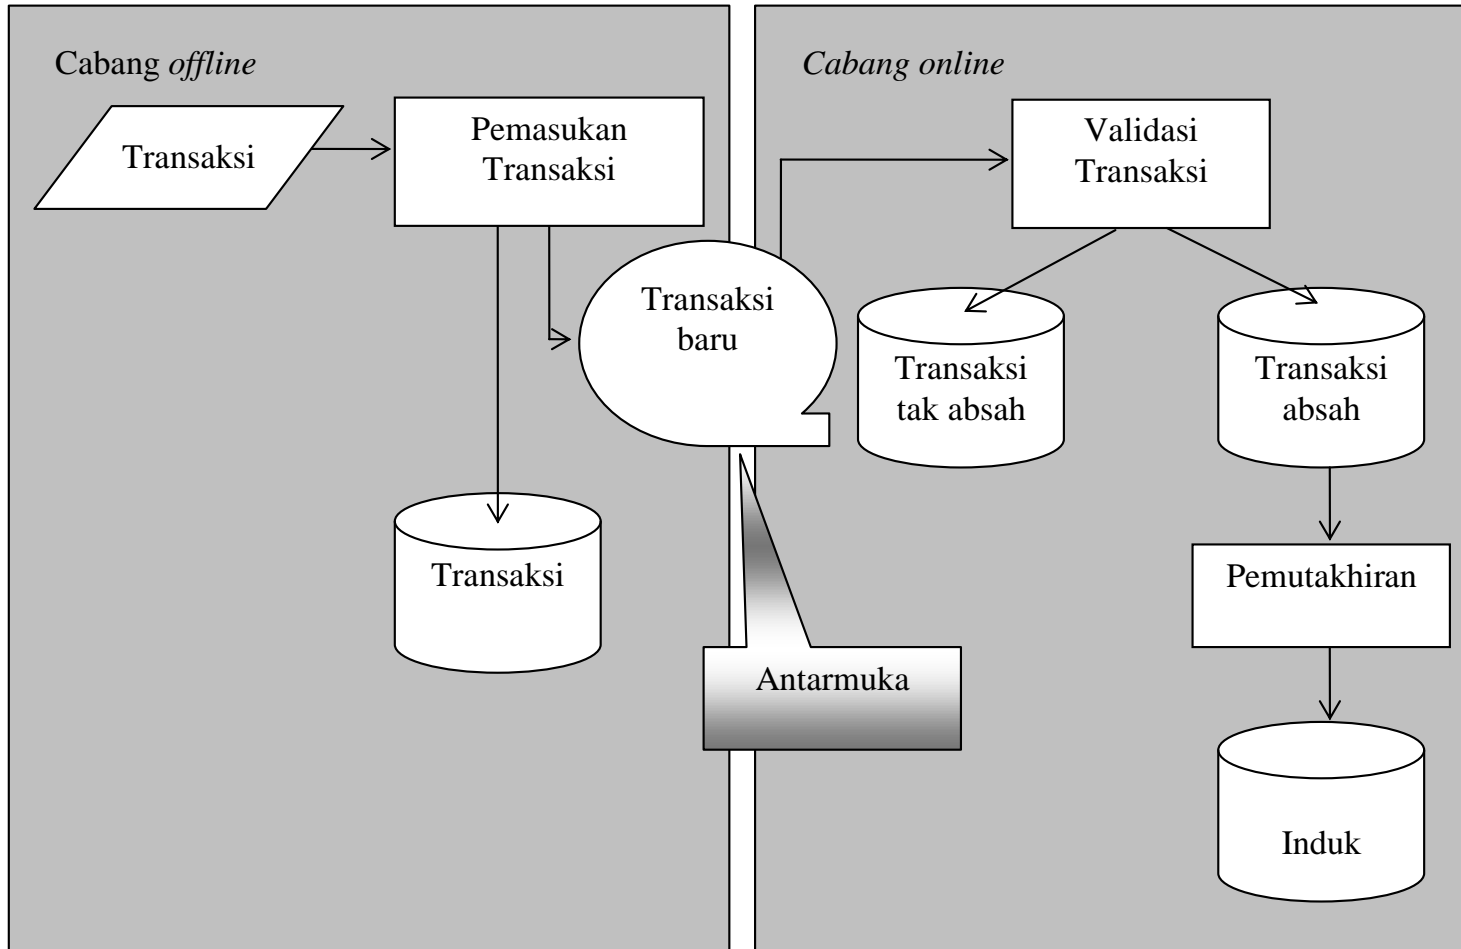 Cabang offline
Transaksi
Pemasukan
Transaksi
Transaksi
baru
Transaksi
Antarmuka
Cabang online
Validasi
Transaksi
Transaksi
tak absah
Transaksi
absah
Pemutakhiran
Induk